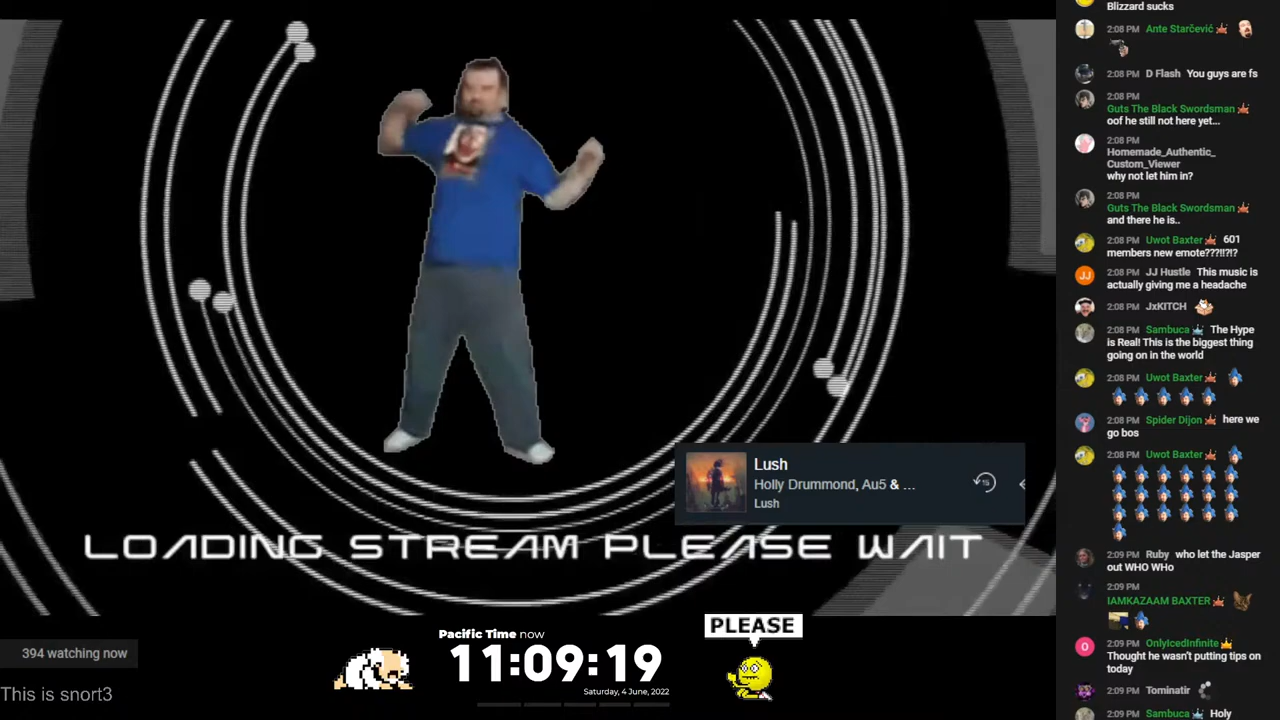 LOADING STREAM PLEASE WAIT
Lush
Holly Drummond, Au5 & ...
Lush
15
394 watching now
This is snort3
Pacific Time now
11:09:19
Saturday, 4 June, 2022
PLEASE
Blizzard sucks
2:08 PM Ante Starčević
2:08 PM D Flash You guys are fs
2:08 PM
Guts The Black Swordsman
oof he still not here yet...
2:08 PM
Homemade_Authentic_
Custom_Viewer
why not let him in?
2:08 PM
Guts The Black Swordsman
and there he is..
2:08 PM Uwot Baxter 601
members new emote???!!?!?
JJ
2:08 PM JJ Hustle This music is
actually giving me a headache
2:08 PM JxKITCH
2:08 PM Sambuca The Hype
is Real! This is the biggest thing
going on in the world
2:08 PM Uwot Baxter
2:08 PM Spider Dijon here we
go bos
2:08 PM Uwot Baxter
2:09 PM Ruby who let the Jasper
out WHO WHo
2:09 PM
IAMKAZAAM BAXTER
O
2:09 PM OnlyIcedInfinite
Thought he wasn't putting tips on
today
2:09 PM Tominatir
2:09 PM Sambuca Holy